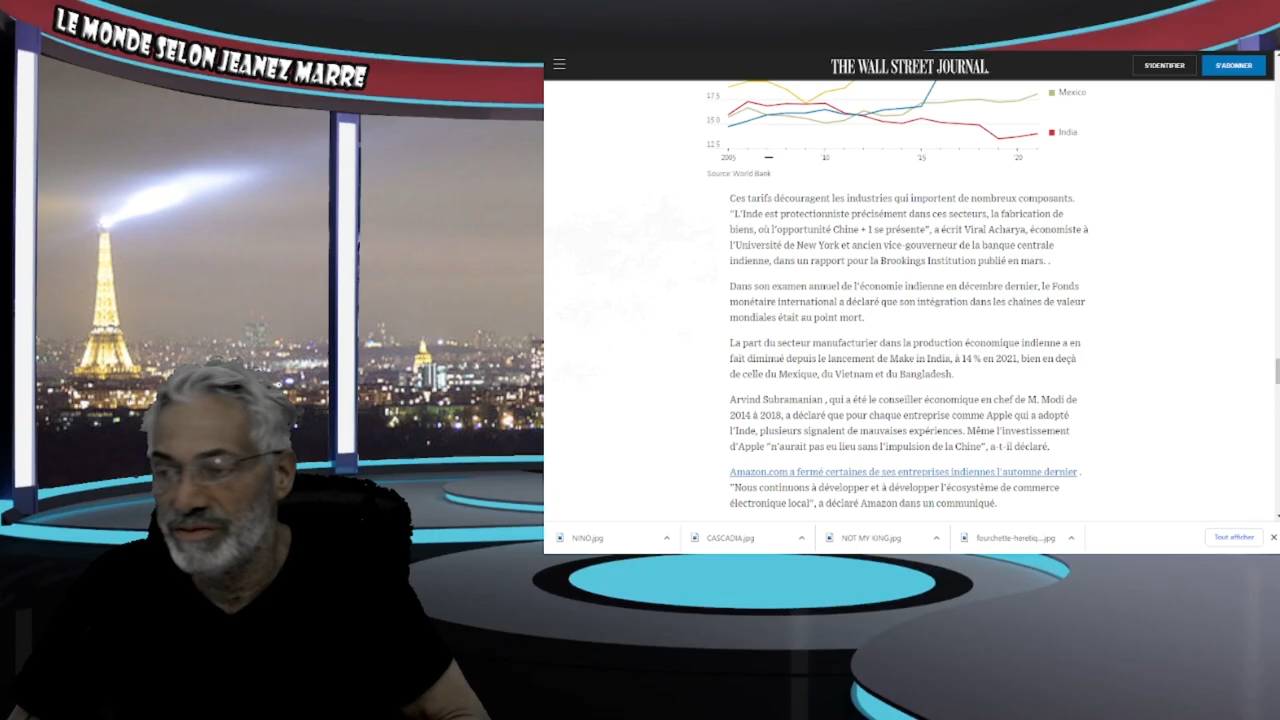 LE MONDE SELON JEANEZ MARRE
THE WALL STREET JOURNAL.
S'IDENTIFIER
S'ABONNER
17.5
15.0
12.5
Mexico
India
2005
'10
'15
'20
Source: World Bank
Ces tarifs découragent les industries qui importent de nombreux composants.
"L'Inde est protectionniste précisément dans ces secteurs, la fabrication de
biens, où l'opportunité Chine + 1 se présente", a écrit Viral Acharya, économiste à
l'Université de New York et ancien vice-gouverneur de la banque centrale
indienne, dans un rapport pour la Brookings Institution publié en mars. .
Dans son examen annuel de l'économie indienne en décembre dernier, le Fonds
monétaire international a déclaré que son intégration dans les chaînes de valeur
mondiales était au point mort.
La part du secteur manufacturier dans la production économique indienne a en
fait diminué depuis le lancement de Make in India, à 14 % en 2021, bien en deçà
de celle du Mexique, du Vietnam et du Bangladesh.
Arvind Subramanian , qui a été le conseiller économique en chef de M. Modi de
2014 à 2018, a déclaré que pour chaque entreprise comme Apple qui a adopté
l'Inde, plusieurs signalent de mauvaises expériences. Même l'investissement
d'Apple "n'aurait pas eu lieu sans l'impulsion de la Chine", a-t-il déclaré.
Amazon.com a fermé certaines de ses entreprises indiennes l'automne dernier .
"Nous continuons à développer et à développer l'écosystème de commerce
électronique local", a déclaré Amazon dans un communiqué.
NINO.jpg
CASCADIA.jpg
NOT MY KING.jpg
fourchette-heretiq....jpg
Tout afficher